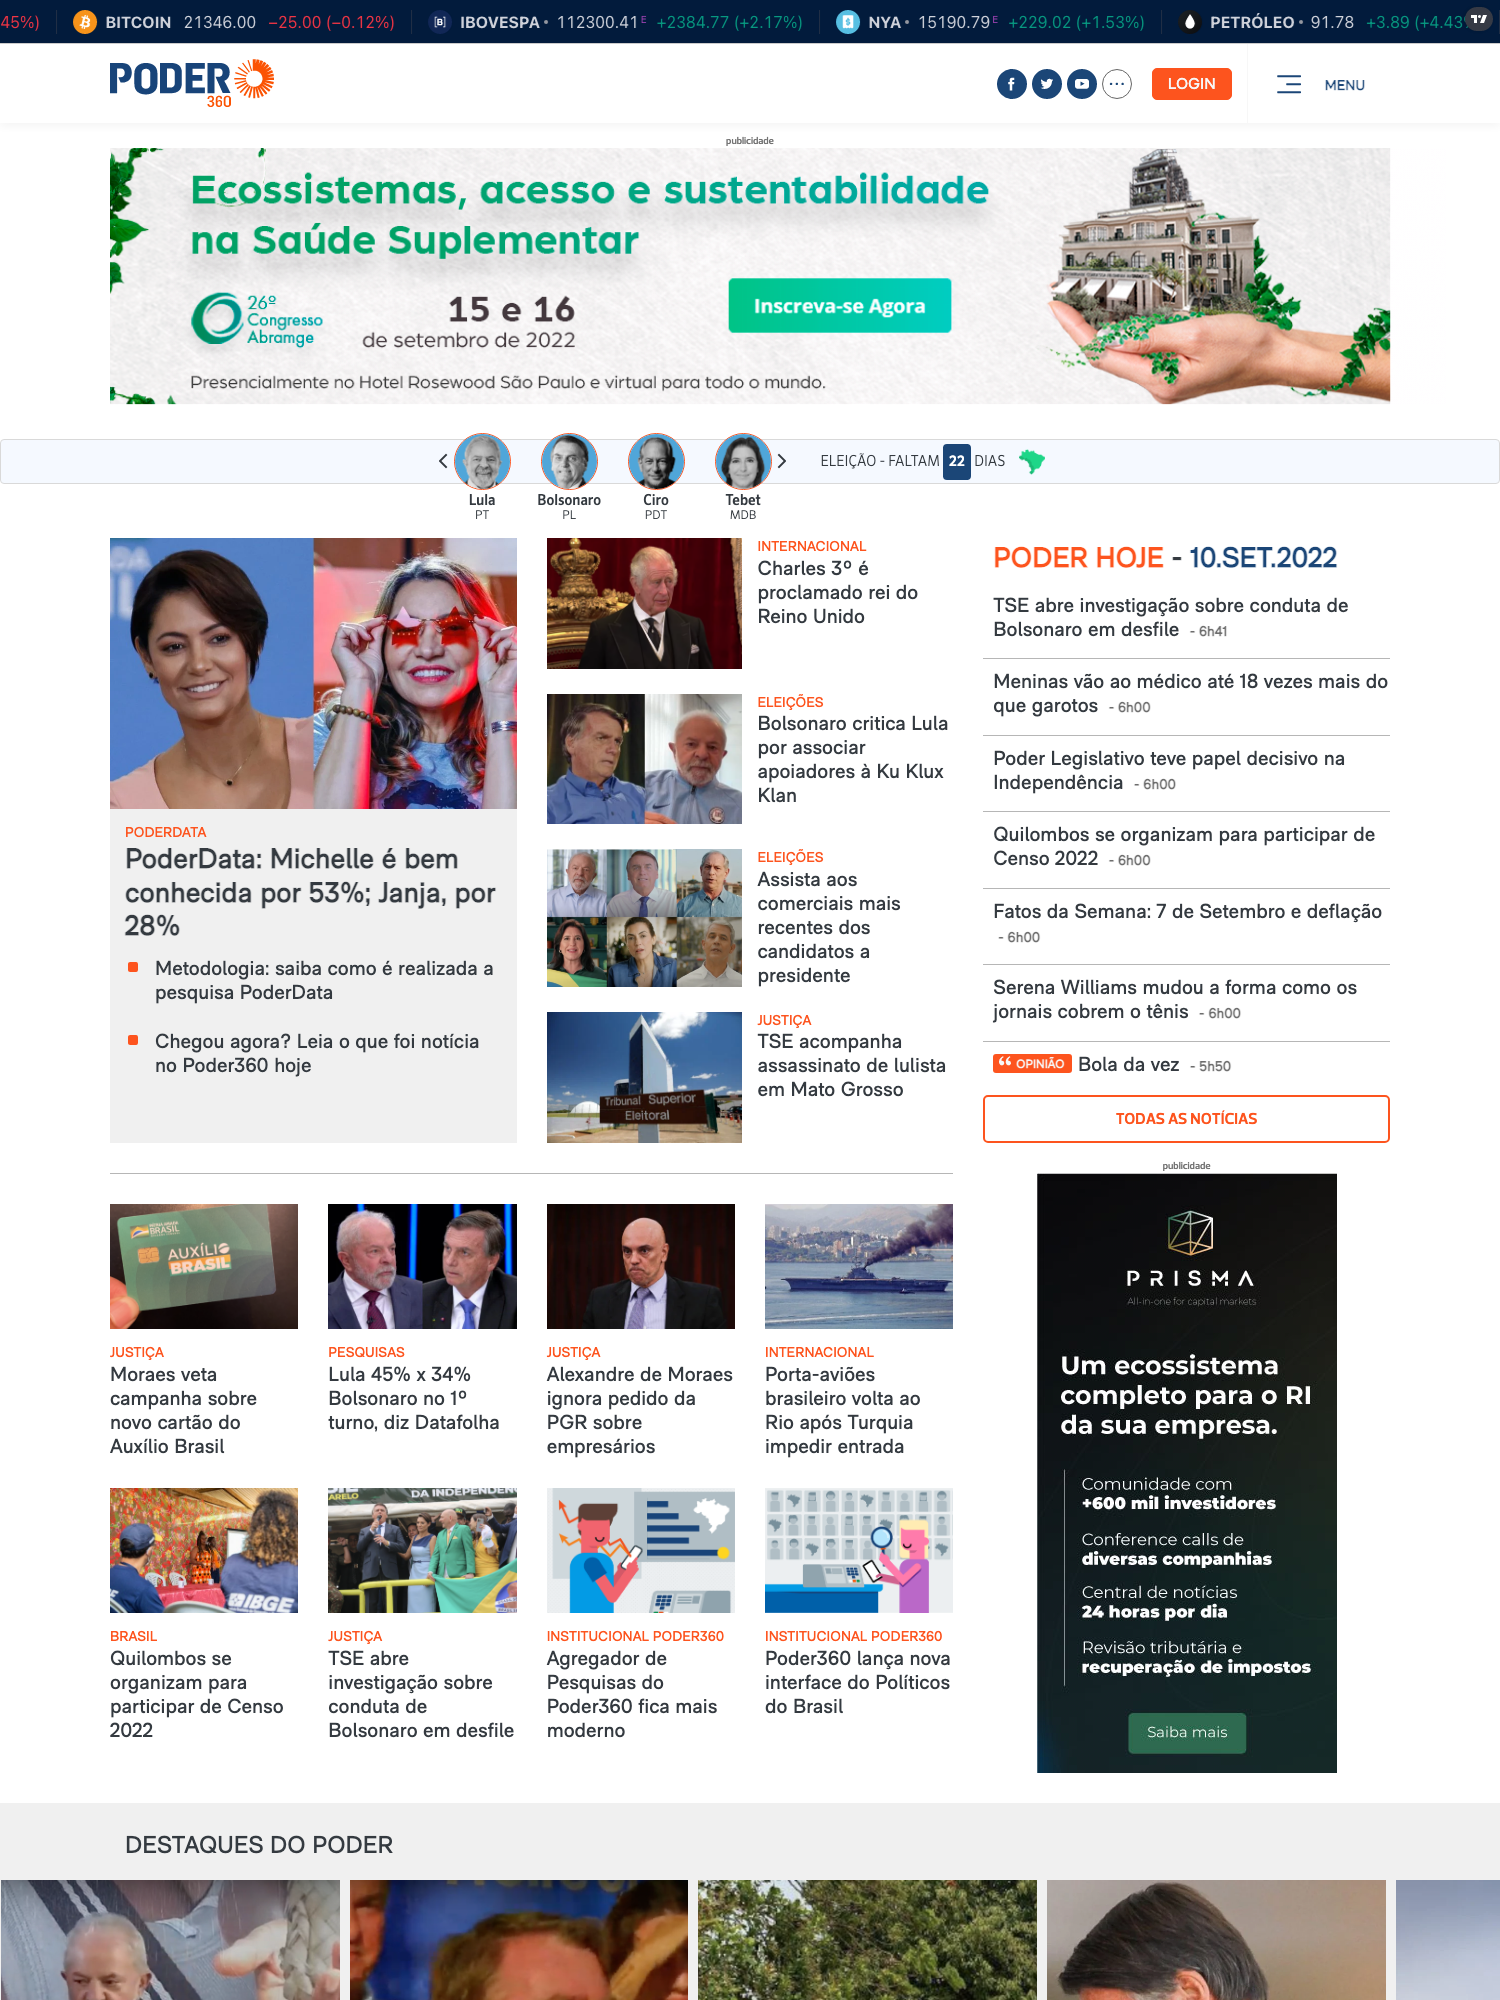 45%)
BITCOIN 21346.00 −25.00 (−0.12%)
IBOVESPA 112300.41 E +2384.77 (+2.17%)
NYA 15190.79 E +229.02 (+1.53%)
PETRÓLEO 91.78 +3.89 (+4.43
PODER
360
LOGIN
MENU
publicidade
Ecossistemas, acesso e sustentabilidade
na Saúde Suplementar
26º
Congresso
Abramge
15 e 16
de setembro de 2022
Inscreva-se Agora
Presencialmente no Hotel Rosewood São Paulo e virtual para todo o mundo.
Lula
PT
Bolsonaro
PL
Ciro
PDT
Tebet
MDB
ELEIÇÃO - FALTAM 22 DIAS
PODERDATA
PoderData: Michelle é bem
conhecida por 53%; Janja, por
28%
Metodologia: saiba como é realizada a
pesquisa PoderData
Chegou agora? Leia o que foi notícia
no Poder360 hoje
INTERNACIONAL
Charles 3º é
proclamado rei do
Reino Unido
ELEIÇÕES
Bolsonaro critica Lula
por associar
apoiadores à Ku Klux
Klan
ELEIÇÕES
Assista aos
comerciais mais
recentes dos
candidatos a
presidente
Tribunal Superior
Eleitoral
JUSTIÇA
TSE acompanha
assassinato de lulista
em Mato Grosso
PODER HOJE - 10.SET.2022
TSE abre investigação sobre conduta de
Bolsonaro em desfile - 6h41
Meninas vão ao médico até 18 vezes mais do
que garotos - 6h00
Poder Legislativo teve papel decisivo na
Independência - 6h00
Quilombos se organizam para participar de
Censo 2022 - 6h00
Fatos da Semana: 7 de Setembro e deflação
- 6h00
Serena Williams mudou a forma como os
jornais cobrem o tênis - 6h00
OPINIÃO Bola da vez - 5h50
TODAS AS NOTÍCIAS
publicidade
PRISMA
All-in-one for capital markets
Um ecossistema
completo para o RI
da sua empresa.
Comunidade com
+600 mil investidores
Conference calls de
diversas companhias
Central de notícias
24 horas por dia
Revisão tributária e
recuperação de impostos
Saiba mais
BRASIL
AUXÍLIO
BRASIL
JUSTIÇA
Moraes veta
campanha sobre
novo cartão do
Auxílio Brasil
PESQUISAS
Lula 45% x 34%
Bolsonaro no 1º
turno, diz Datafolha
JUSTIÇA
Alexandre de Moraes
ignora pedido da
PGR sobre
empresários
INTERNACIONAL
Porta-aviões
brasileiro volta ao
Rio após Turquia
impedir entrada
IBGE
BRASIL
Quilombos se
organizam para
participar de Censo
2022
JUSTIÇA
TSE abre
investigação sobre
conduta de
Bolsonaro em desfile
INSTITUCIONAL PODER360
Agregador de
Pesquisas do
Poder360 fica mais
moderno
INSTITUCIONAL PODER360
Poder360 lança nova
interface do Políticos
do Brasil
DESTAQUES DO PODER